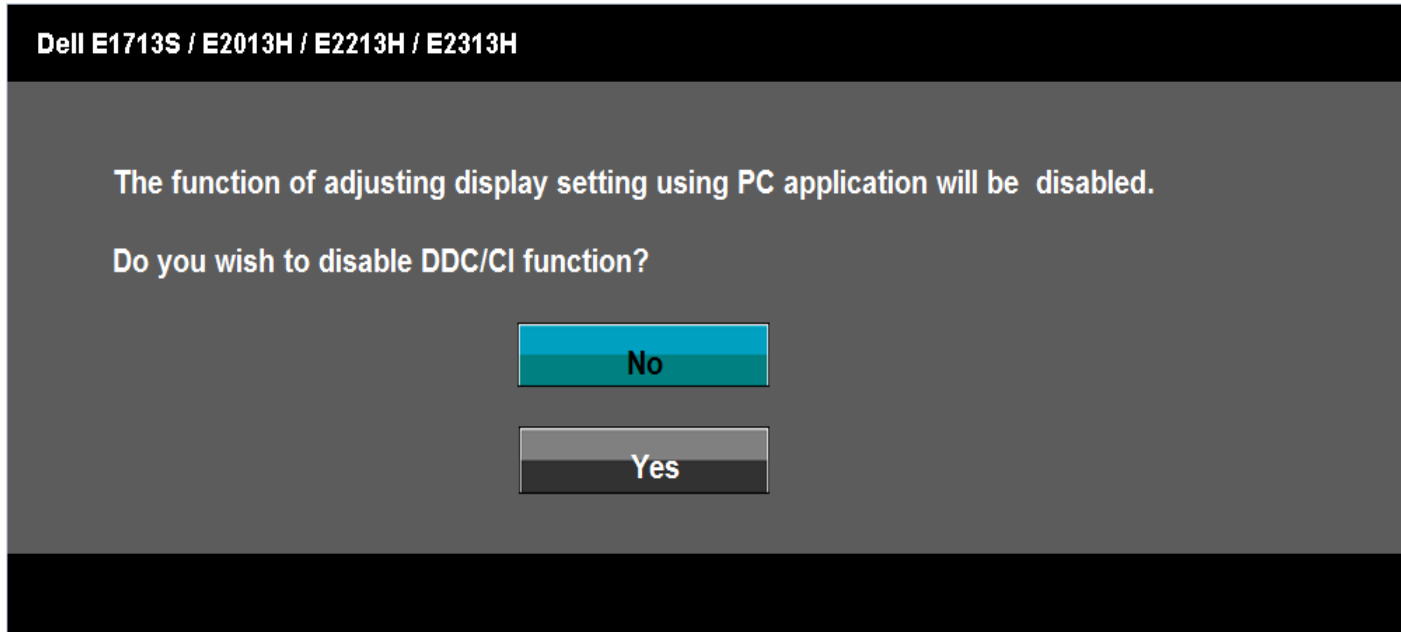 Dell E1713S / E2013H / E2213H / E2313H
The function of adjusting display setting using PC application will be  disabled.
Do you wish to disable DDC/CI function?
No
Yes